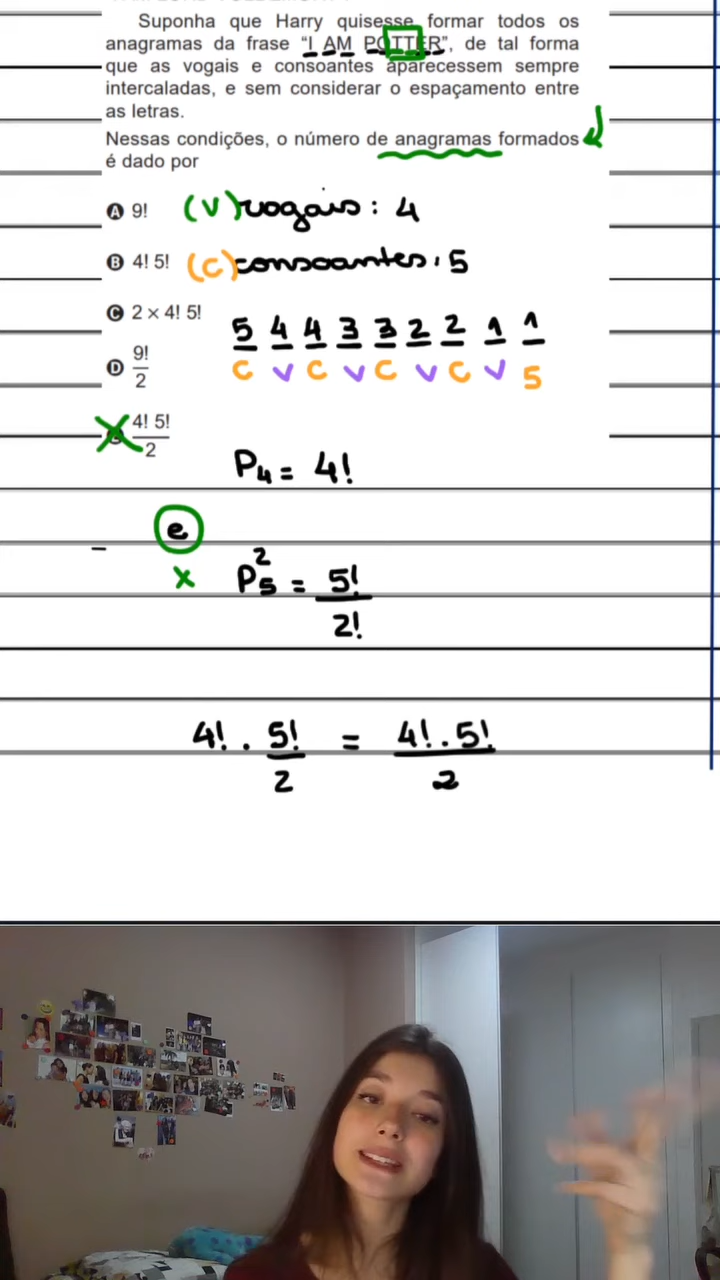 Suponha que Harry quisesse formar todos os
anagramas da frase “I AM POTTER”, de tal forma
que as vogais e consoantes aparecessem sempre
intercaladas, e sem considerar o espaçamento entre
as letras.
Nessas condições, o número de anagramas formados
é dado por
A 9!
(V) vogais: 4
B 4! 5!
(C) consoantes: 5
C 2 × 4! 5!
5 4 4 3 3 2 2 1 1
C V C V C V C V 5
D 9!
2
4! 5!
2
P4 = 4!
e
x P5² = 5!
2!
4! . 5! = 4! . 5!
2 2